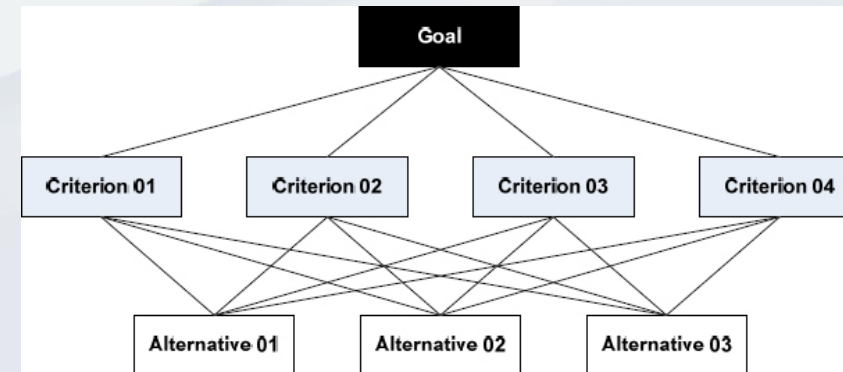 Goal
Criterion 01
Criterion 02
Criterion 03
Criterion 04
Alternative 01
Alternative 02
Alternative 03